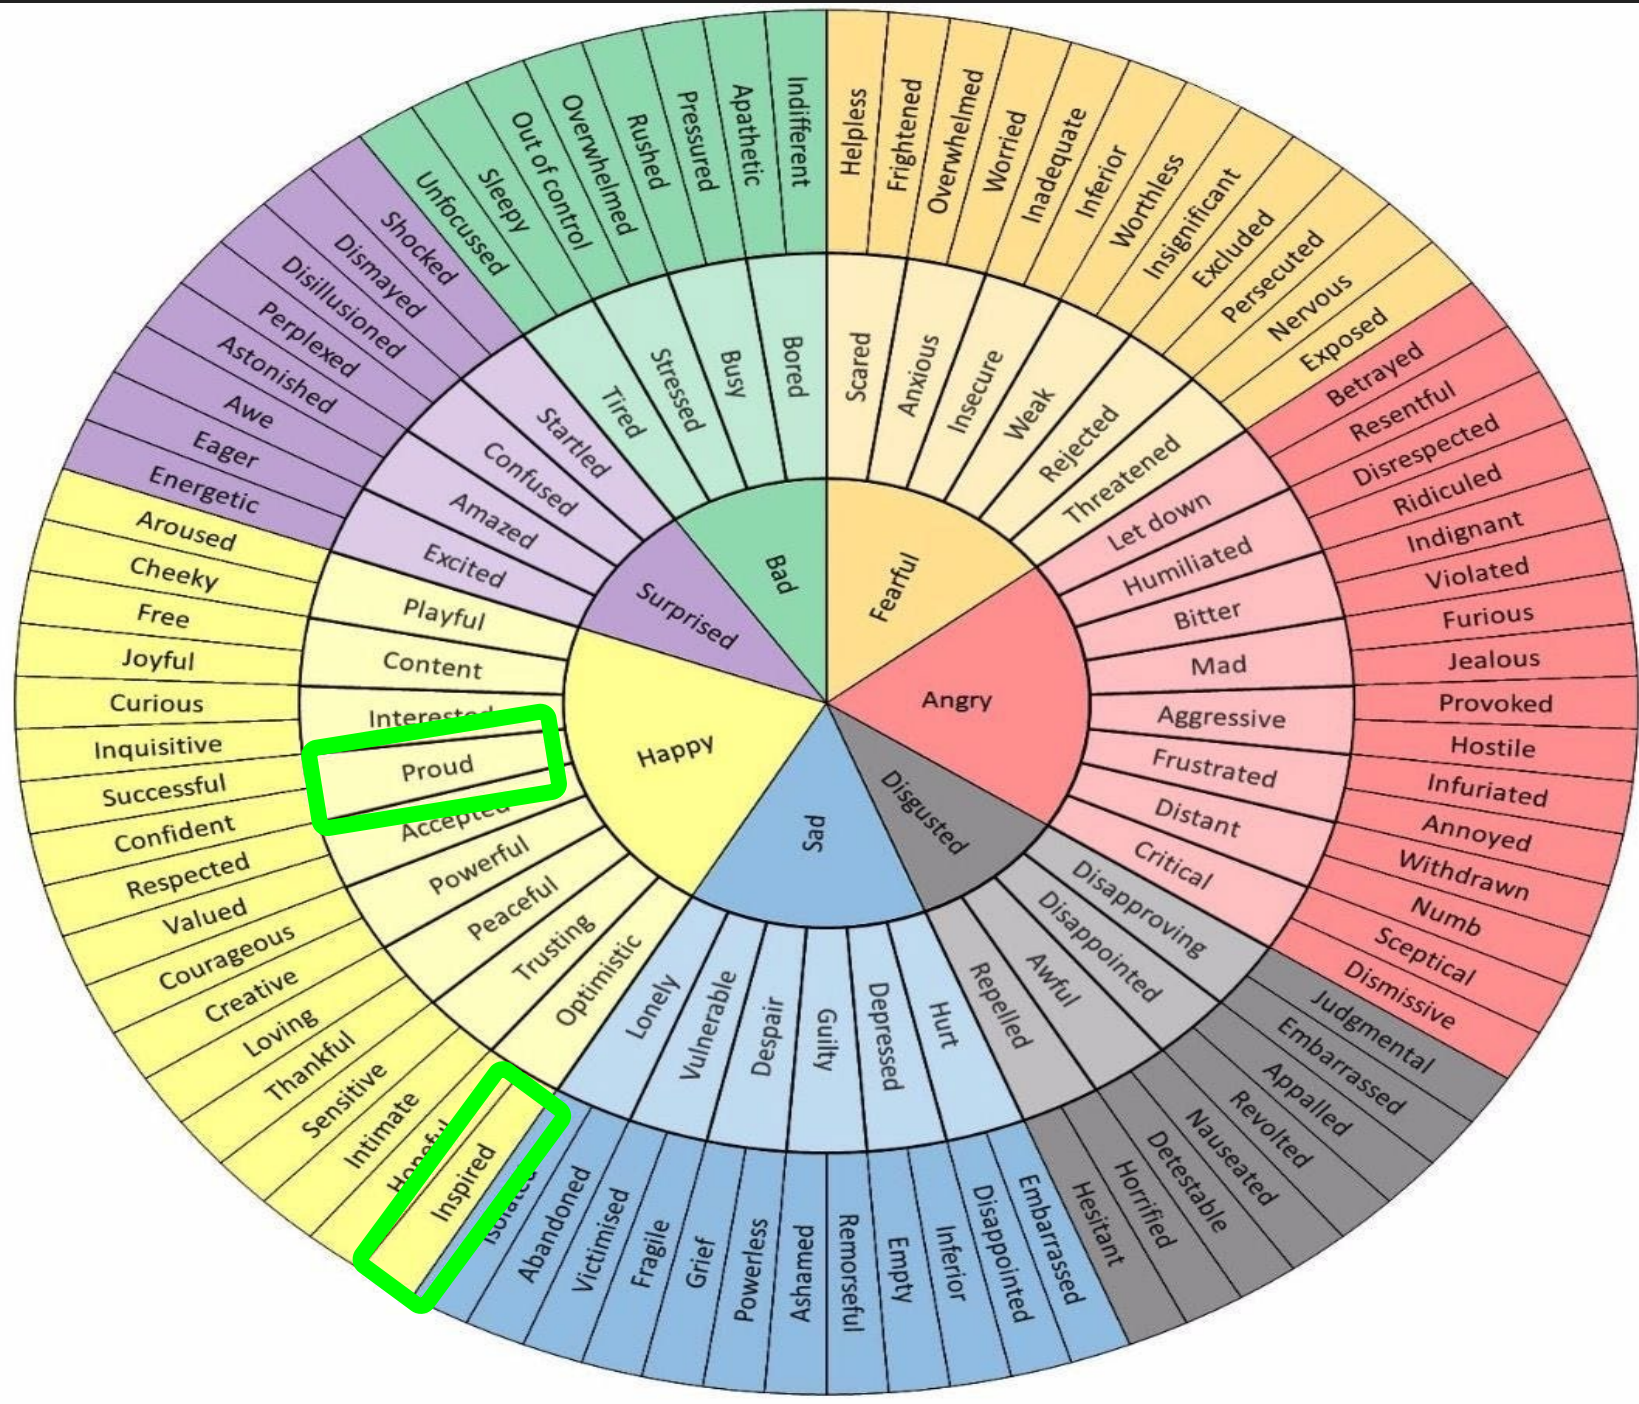 Bad
Fearful
Angry
Disgusted
Sad
Happy
Surprised
Bored
Scared
Anxious
Insecure
Weak
Rejected
Threatened
Let down
Humiliated
Bitter
Mad
Aggressive
Frustrated
Distant
Critical
Disapproving
Disappointed
Awful
Repelled
Hurt
Depressed
Guilty
Despair
Vulnerable
Lonely
Optimistic
Trusting
Peaceful
Powerful
Accepted
Proud
Interested
Content
Playful
Excited
Amazed
Confused
Startled
Tired
Stressed
Busy
Indifferent
Helpless
Frightened
Overwhelmed
Worried
Inadequate
Inferior
Worthless
Insignificant
Excluded
Persecuted
Nervous
Exposed
Betrayed
Resentful
Disrespected
Ridiculed
Indignant
Violated
Furious
Jealous
Provoked
Hostile
Infuriated
Annoyed
Withdrawn
Numb
Sceptical
Dismissive
Judgmental
Embarrassed
Appalled
Revolted
Nauseated
Detestable
Horrified
Hesitant
Embarrassed
Disappointed
Inferior
Empty
Remorseful
Ashamed
Powerless
Grief
Fragile
Victimised
Abandoned
Isolated
Inspired
Hopeful
Intimate
Sensitive
Thankful
Loving
Creative
Courageous
Valued
Respected
Confident
Successful
Inquisitive
Curious
Joyful
Free
Cheeky
Aroused
Energetic
Eager
Awe
Astonished
Perplexed
Disillusioned
Dismayed
Shocked
Unfocussed
Sleepy
Out of control
Overwhelmed
Rushed
Pressured
Apathetic